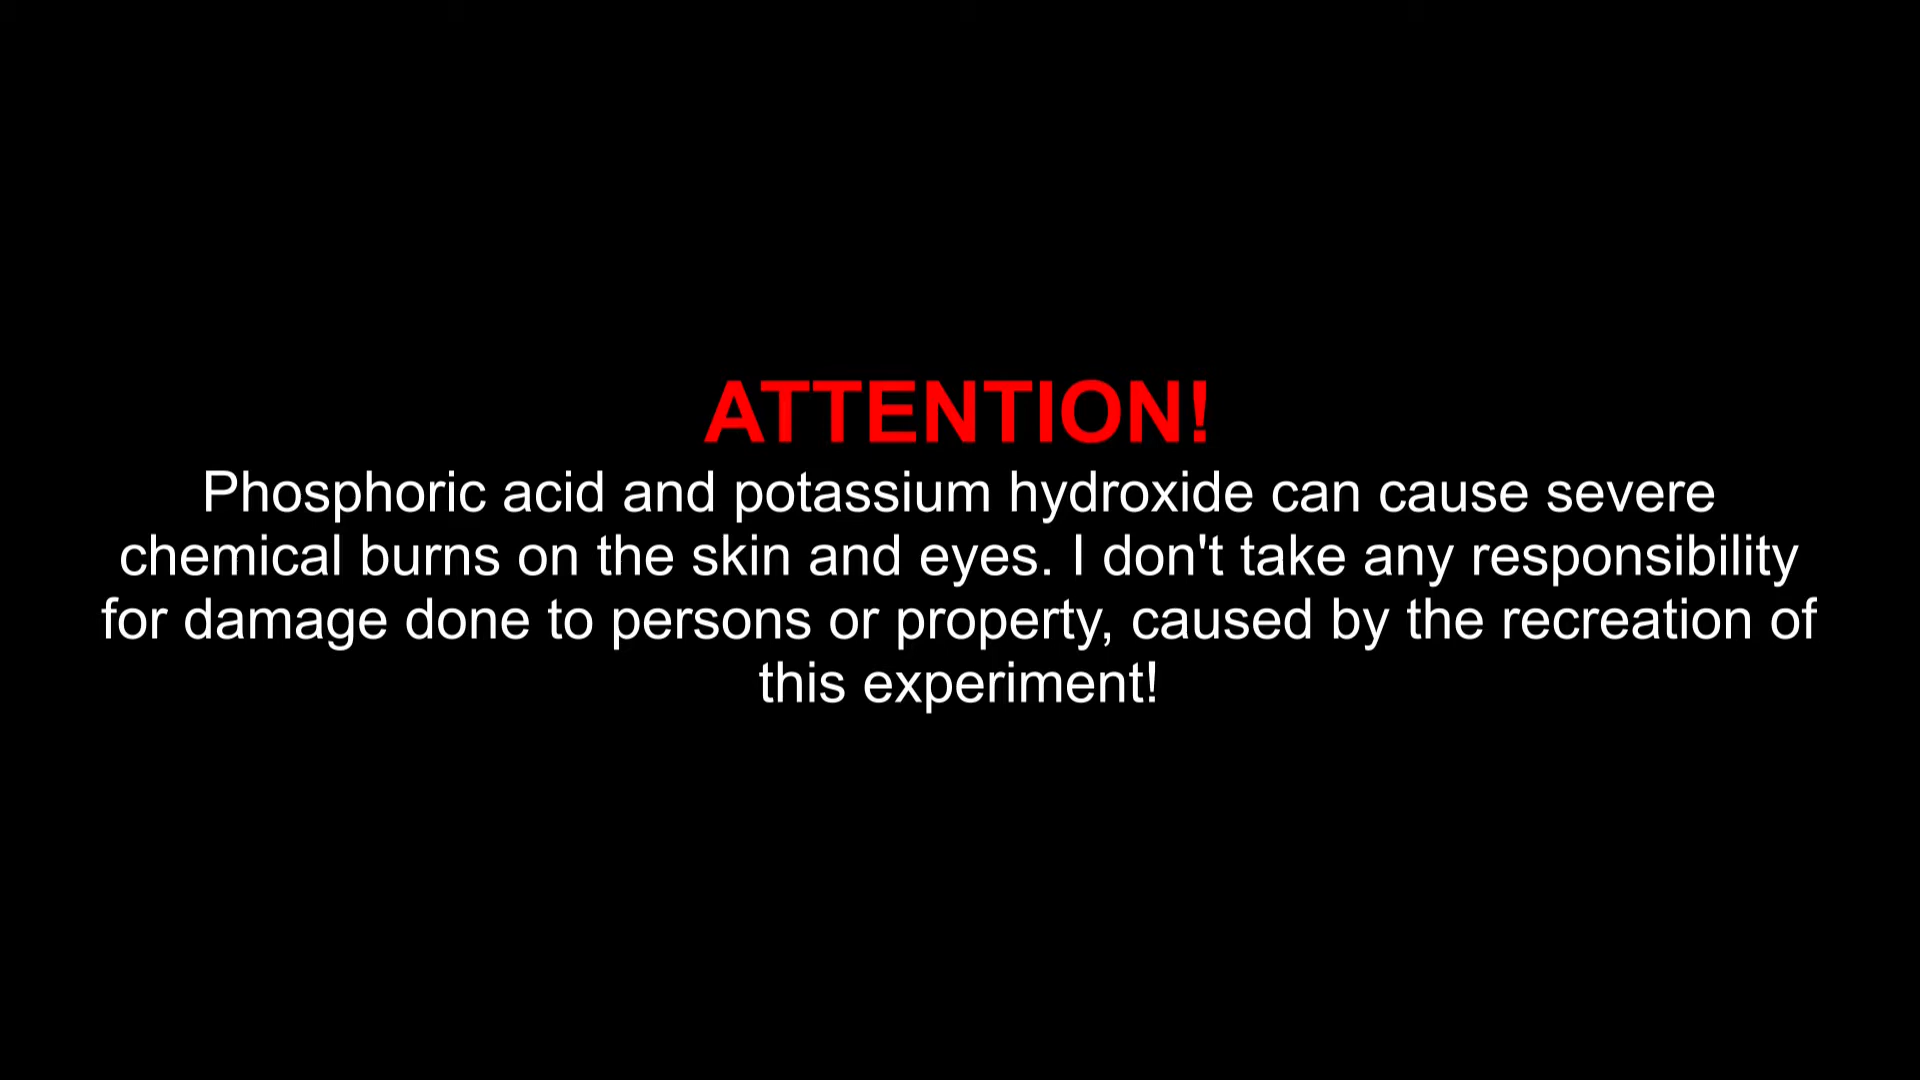 ATTENTION!
Phosphoric acid and potassium hydroxide can cause severe
chemical burns on the skin and eyes. I don't take any responsibility
for damage done to persons or property, caused by the recreation of
this experiment!